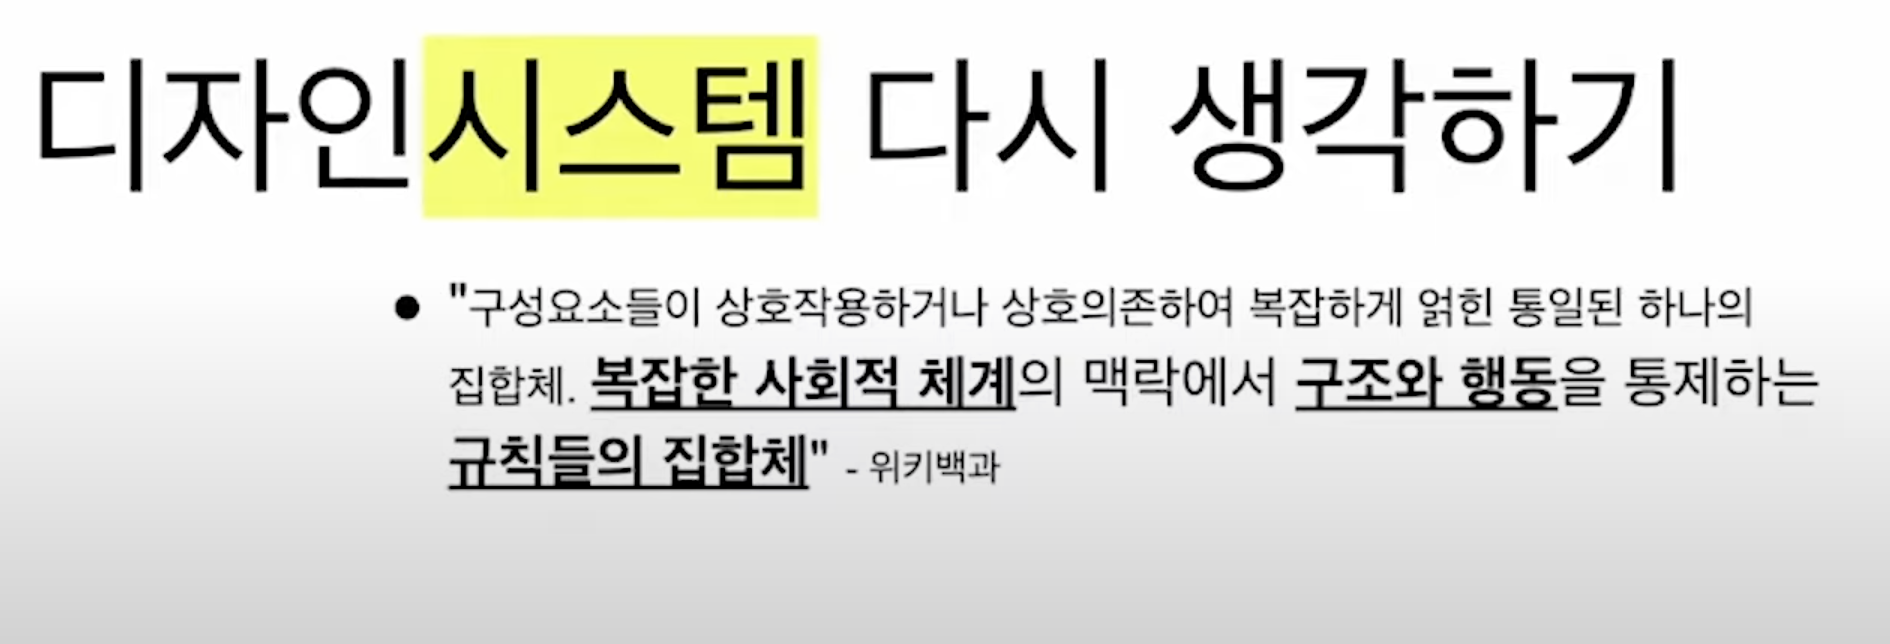 디자인시스템 다시 생각하기
● "구성요소들이 상호작용하거나 상호의존하여 복잡하게 얽힌 통일된 하나의
집합체. 복잡한 사회적 체계의 맥락에서 구조와 행동을 통제하는
규칙들의 집합체" - 위키백과